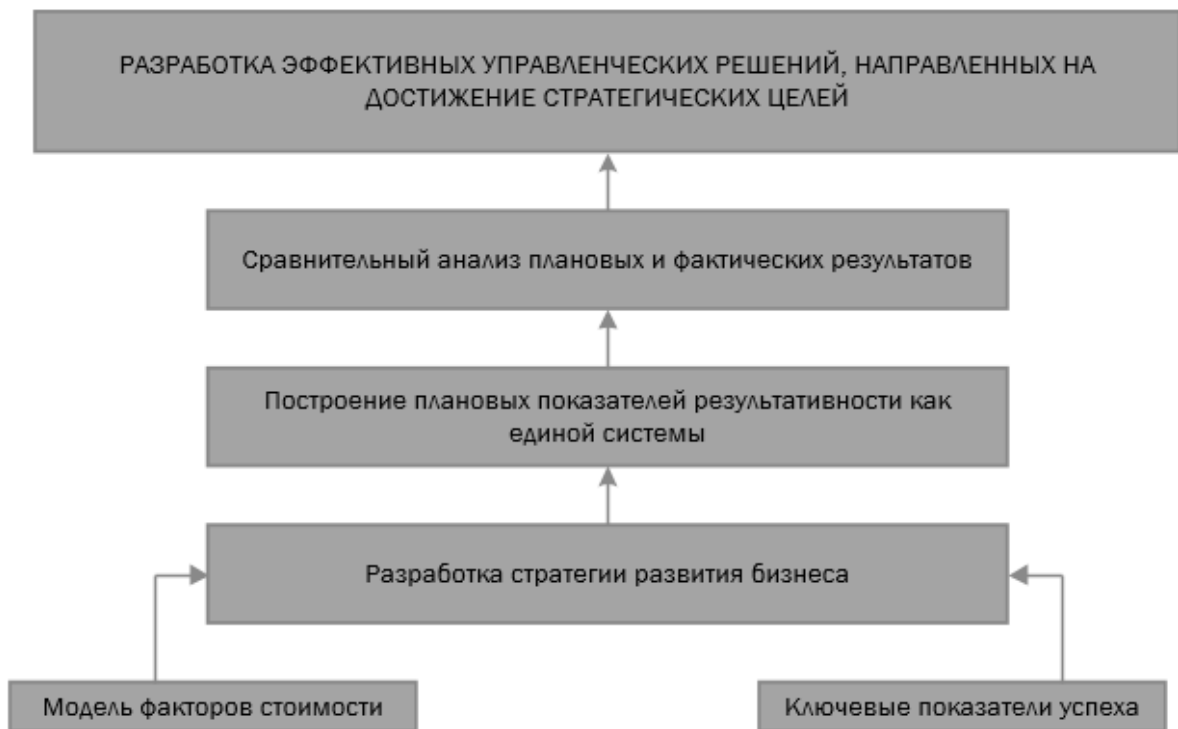 РАЗРАБОТКА ЭФФЕКТИВНЫХ УПРАВЛЕНЧЕСКИХ РЕШЕНИЙ, НАПРАВЛЕННЫХ НА
ДОСТИЖЕНИЕ СТРАТЕГИЧЕСКИХ ЦЕЛЕЙ
Сравнительный анализ плановых и фактических результатов
Построение плановых показателей результативности как
единой системы
Разработка стратегии развития бизнеса
Модель факторов стоимости
Ключевые показатели успеха